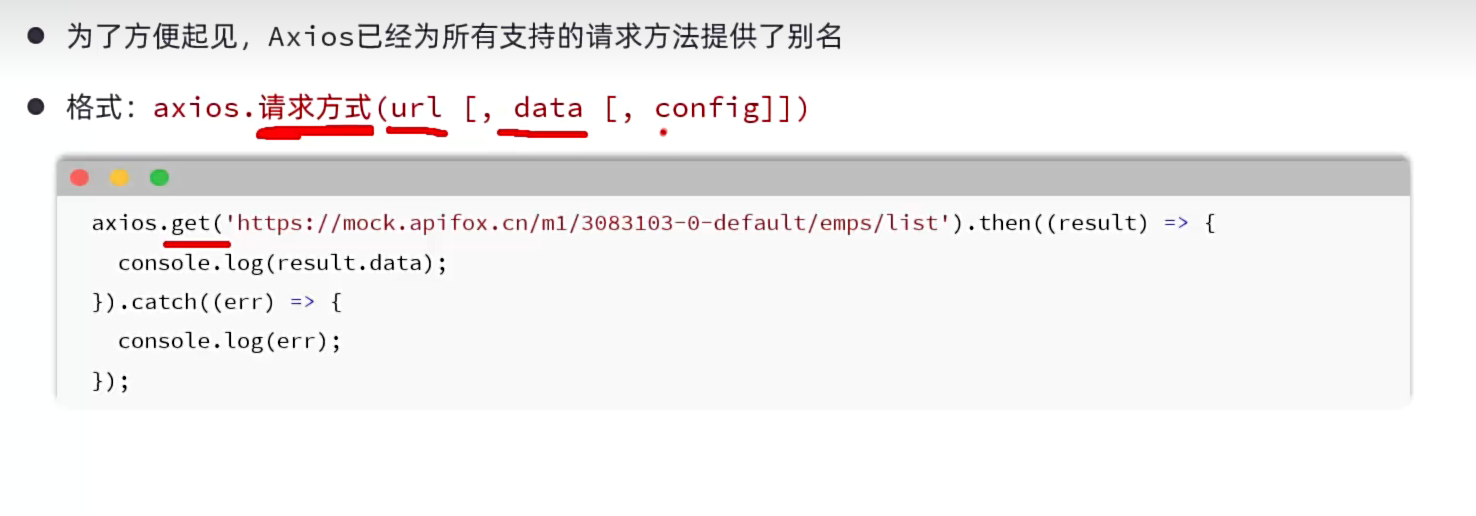 为了方便起见，Axios已经为所有支持的请求方法提供了别名
格式：axios.请求方式(url [, data [, config]])
axios.get('https://mock.apifox.cn/m1/3083103-0-default/emps/list').then((result) => {
  console.log(result.data);
}).catch((err) => {
  console.log(err);
});